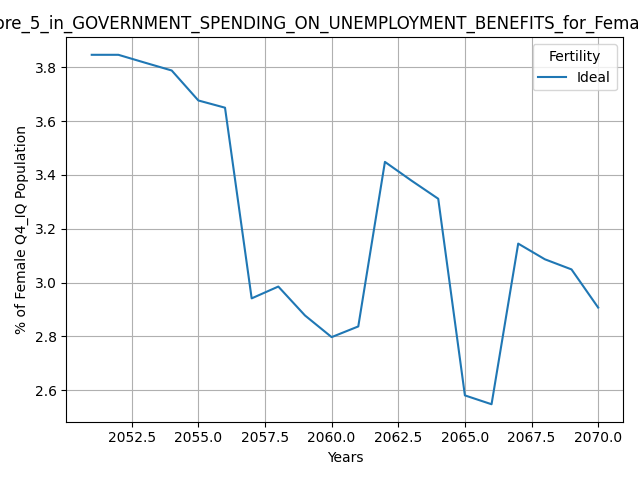 ore_5_in_GOVERNMENT_SPENDING_ON_UNEMPLOYMENT_BENEFITS_for_Fema
Fertility
Ideal
% of Female Q4_IQ Population
3.8
3.6
3.4
3.2
3.0
2.8
2.6
2052.5 2055.0 2057.5 2060.0 2062.5 2065.0 2067.5 2070.0
Years